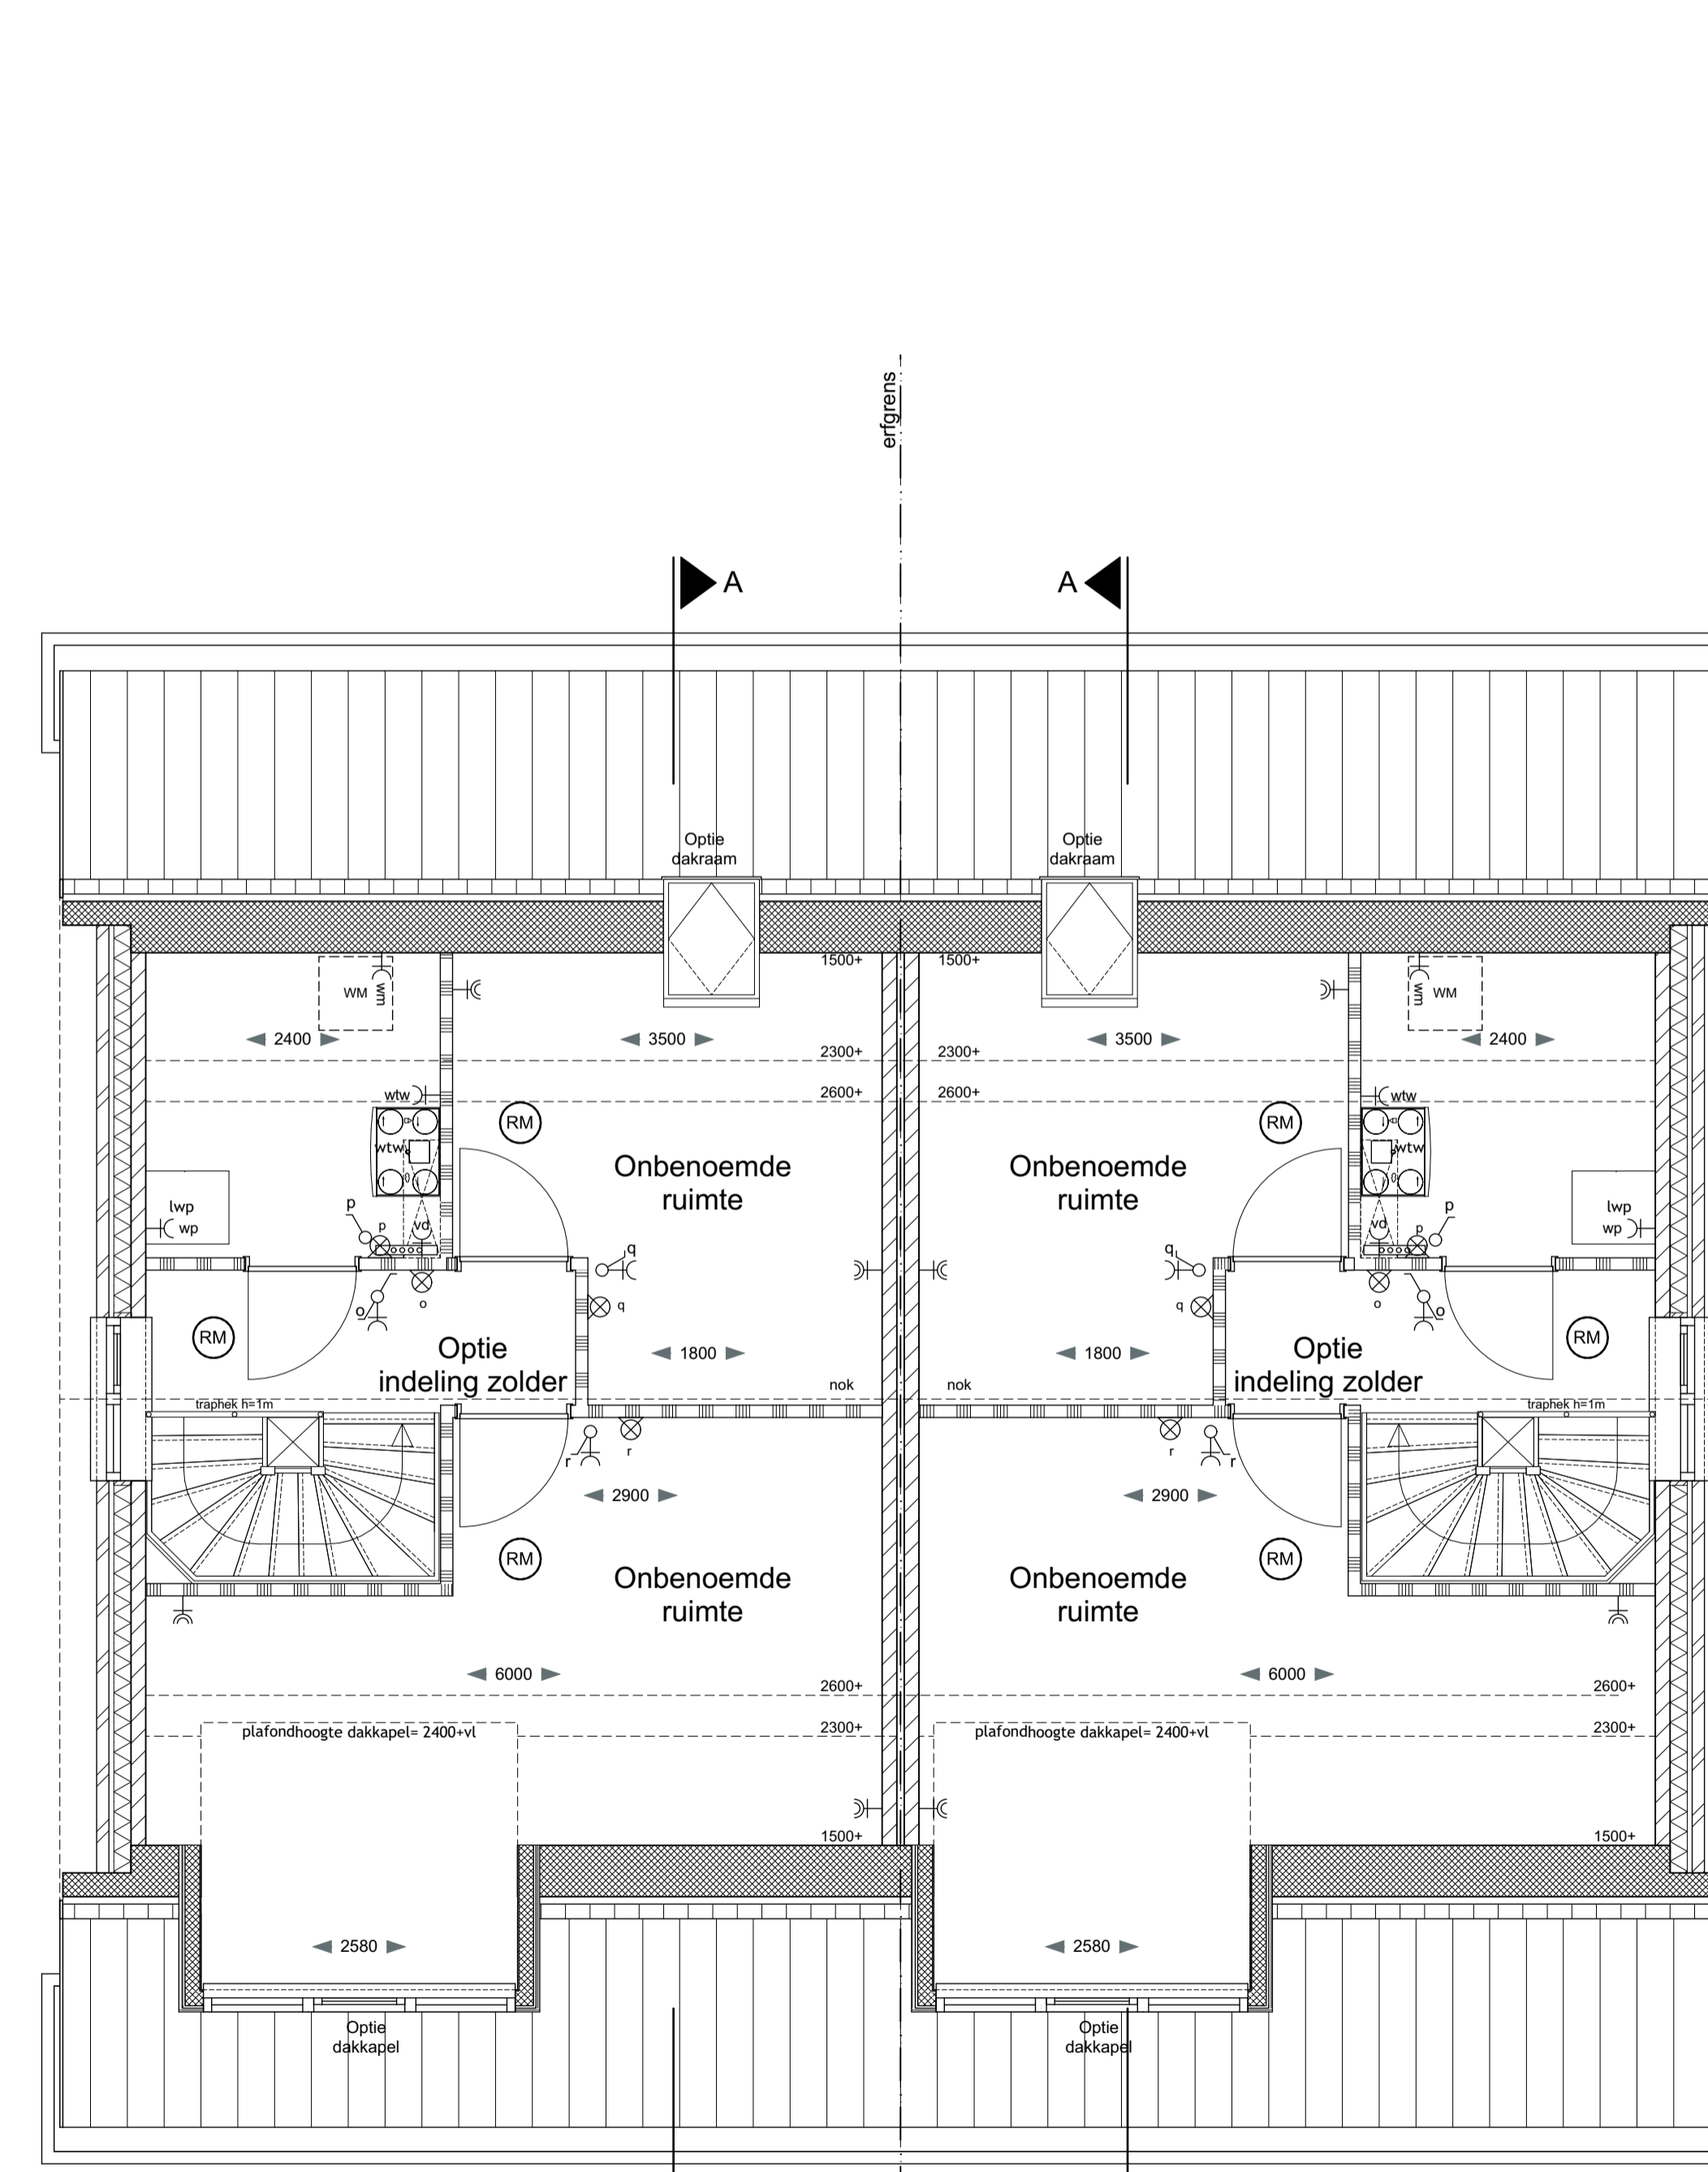 erfgrens
A A
Optie
dakraam
Optie
dakraam
1500+ 1500+
WM wm
wm WM
2400 3500 3500 2400
2300+ 2300+
2600+ 2600+
wtw wtw
RM RM
wtw wtw
Onbenoemde
ruimte
Onbenoemde
ruimte
lwp
wp
lwp
wp
p p vd
vd p p
q q
o o q
q o o
RM RM
Optie
indeling zolder
Optie
indeling zolder
1800 1800
nok nok
traphek h=1m traphek h=1m
r r r r
2900 2900
RM RM
Onbenoemde
ruimte
Onbenoemde
ruimte
6000 6000
2600+ 2600+
2300+ 2300+
plafondhoogte dakkapel= 2400+vl plafondhoogte dakkapel= 2400+vl
1500+ 1500+
2580 2580
Optie
dakkapel
Optie
dakkapel